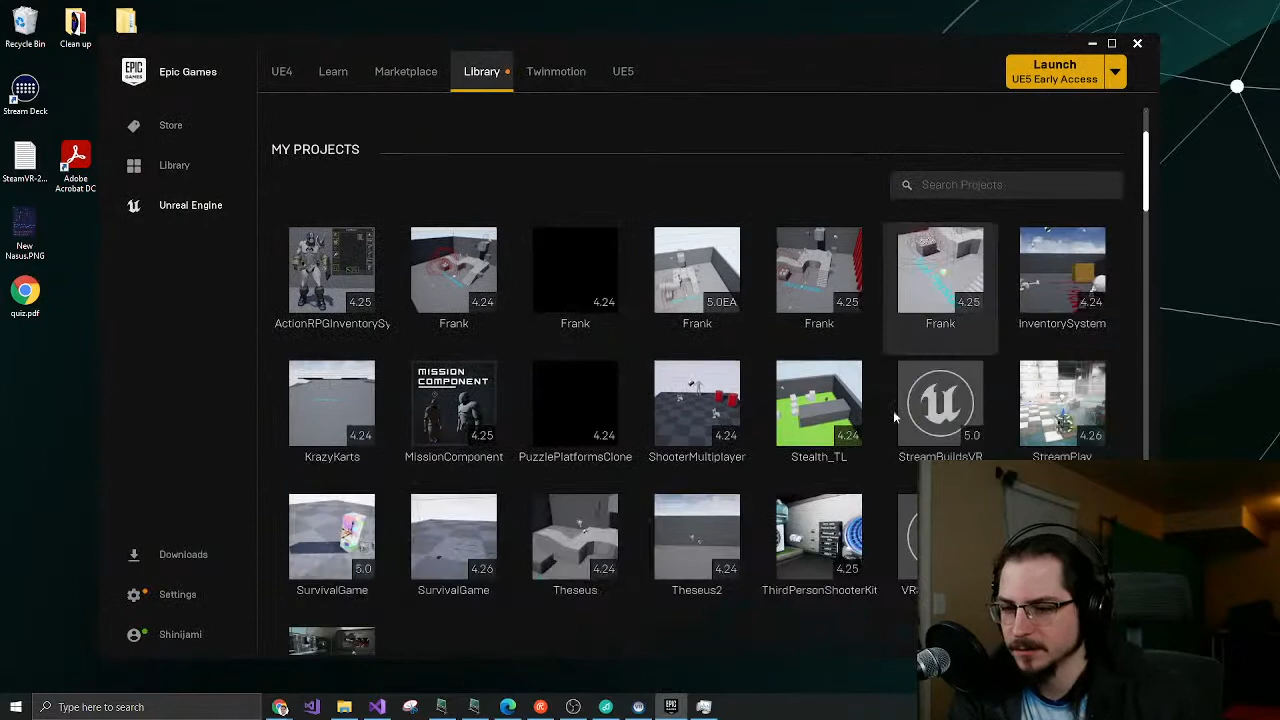 Recycle Bin
Clean up
Stream Deck
SteamVR-2...
Adobe
Acrobat DC
New
Nasus.PNG
quiz.pdf
EPIC
GAMES
Epic Games
Store
Library
Unreal Engine
Downloads
Settings
Shinijami
UE4
Learn
Marketplace
Library
Twinmotion
UE5
Launch
UE5 Early Access
MY PROJECTS
Search Projects
4.25
4.24
4.24
5.0EA
4.25
4.25
4.24
ActionRPGInventorySy
Frank
Frank
Frank
Frank
Frank
InventorySystem
MISSION
COMPONENT
4.24
4.25
4.24
4.24
4.24
5.0
4.26
KrazyKarts
MissionComponent
PuzzlePlatformsClone
ShooterMultiplayer
Stealth_TL
StreamBuildsVR
StreamPlay
5.0
4.26
4.24
4.24
4.25
SurvivalGame
SurvivalGame
Theseus
Theseus2
ThirdPersonShooterKit
Type here to search
EPIC